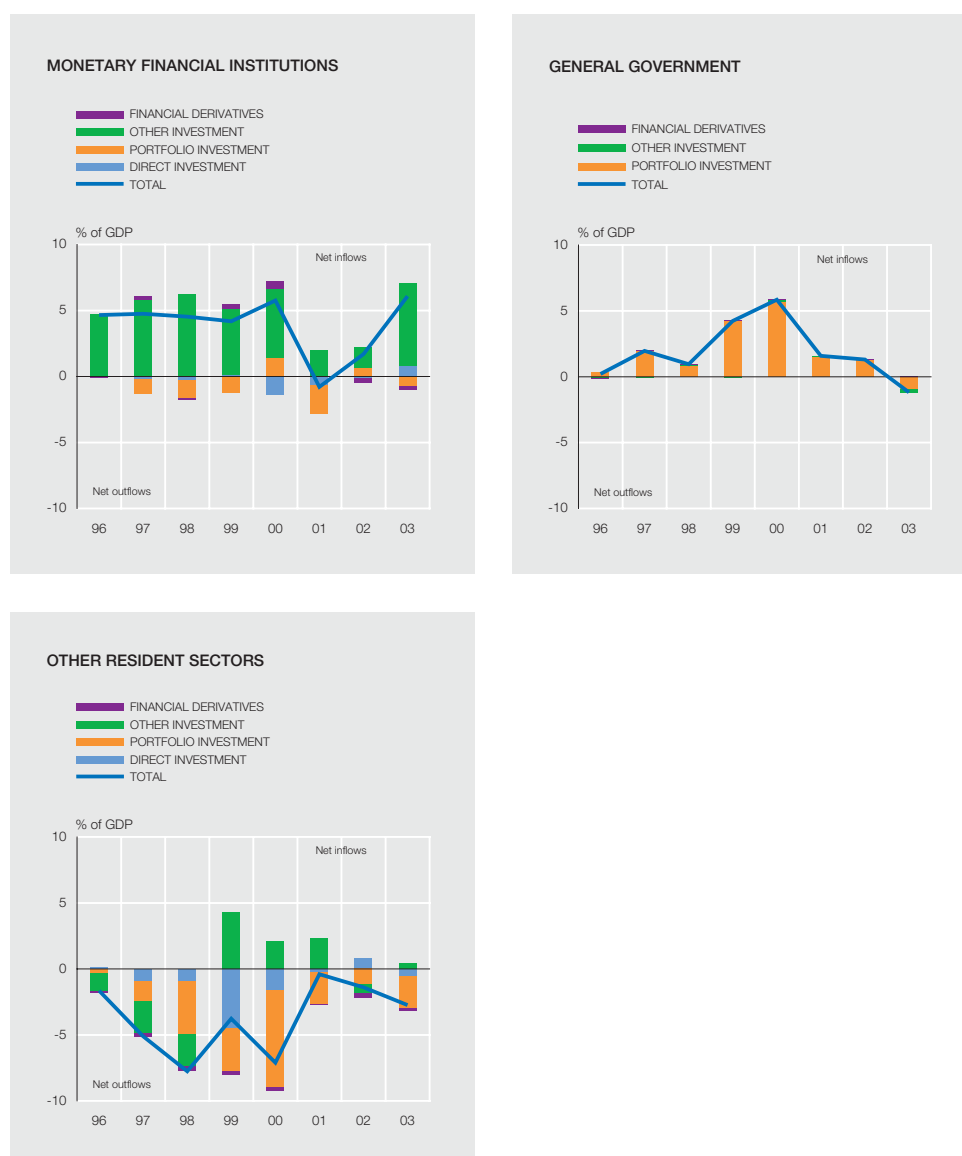 MONETARY FINANCIAL INSTITUTIONS
FINANCIAL DERIVATIVES
OTHER INVESTMENT
PORTFOLIO INVESTMENT
DIRECT INVESTMENT
TOTAL
% of GDP
10
Net inflows
5
0
-5
Net outflows
-10
96 97 98 99 00 01 02 03
GENERAL GOVERNMENT
FINANCIAL DERIVATIVES
OTHER INVESTMENT
PORTFOLIO INVESTMENT
TOTAL
% of GDP
10
Net inflows
5
0
-5
Net outflows
-10
96 97 98 99 00 01 02 03
OTHER RESIDENT SECTORS
FINANCIAL DERIVATIVES
OTHER INVESTMENT
PORTFOLIO INVESTMENT
DIRECT INVESTMENT
TOTAL
% of GDP
10
Net inflows
5
0
-5
Net outflows
-10
96 97 98 99 00 01 02 03